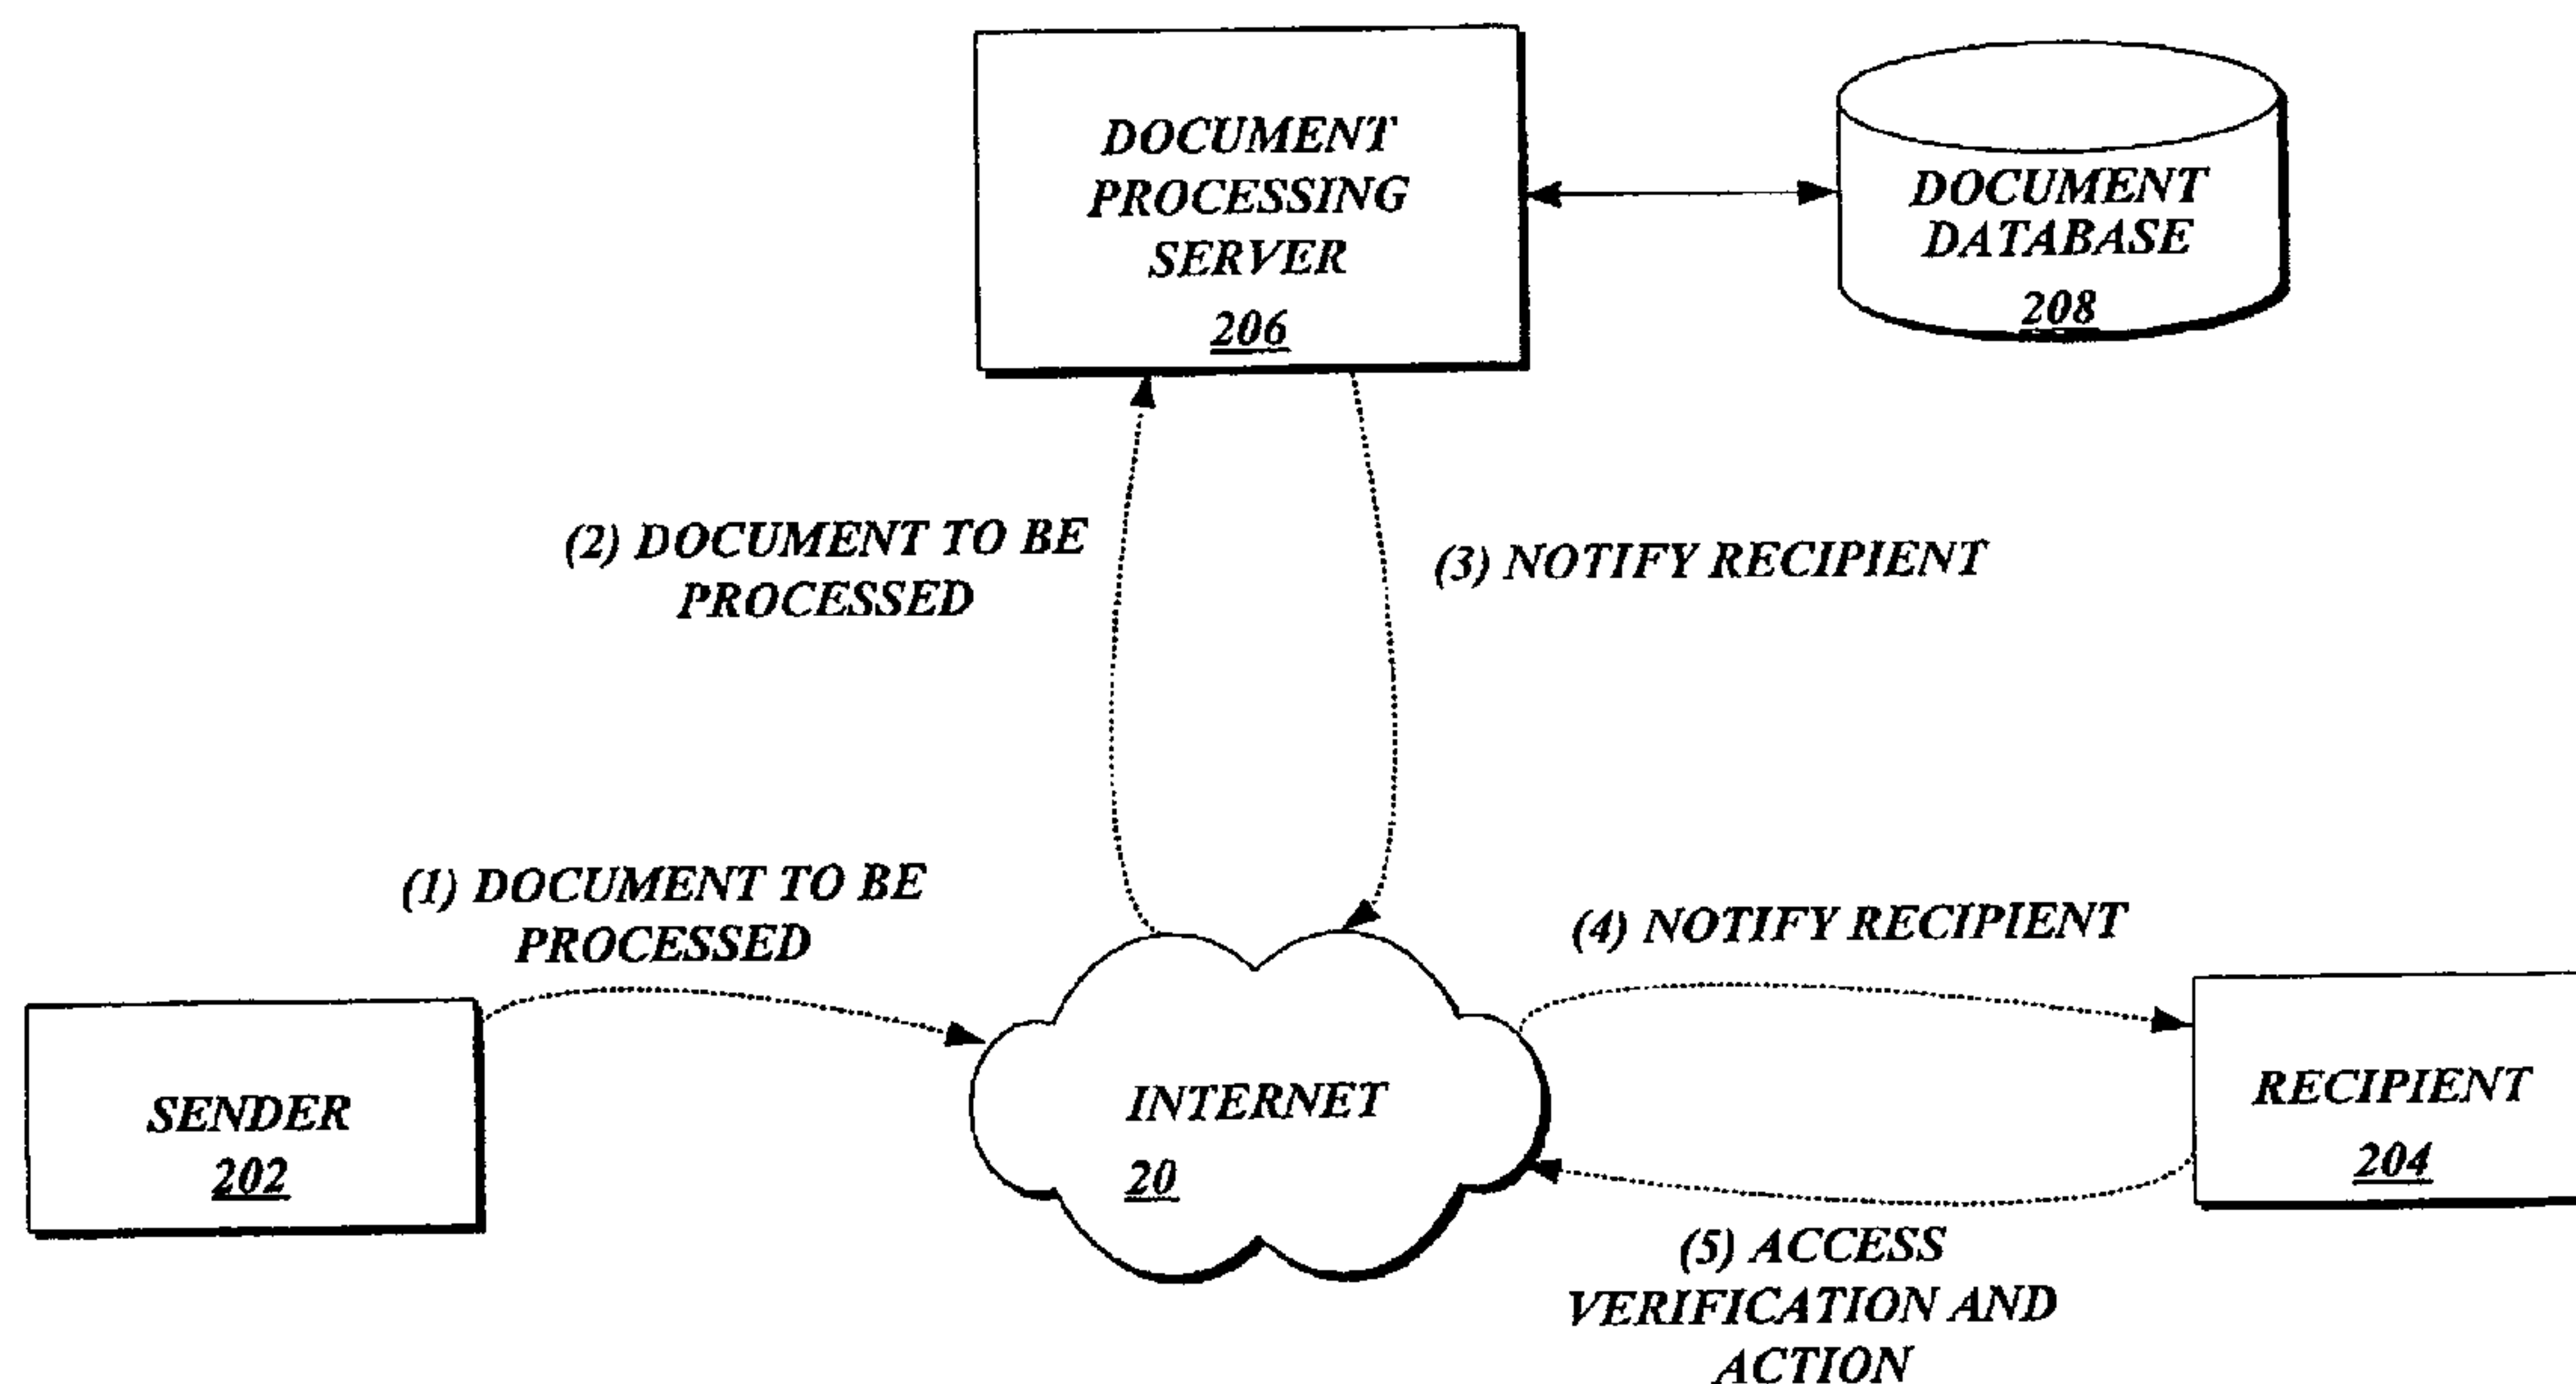 DOCUMENT
PROCESSING
SERVER
206
DOCUMENT
DATABASE
208
(2) DOCUMENT TO BE
PROCESSED
(3) NOTIFY RECIPIENT
(1) DOCUMENT TO BE
PROCESSED
(4) NOTIFY RECIPIENT
SENDER
202
INTERNET
20
RECIPIENT
204
(5) ACCESS
VERIFICATION AND
ACTION